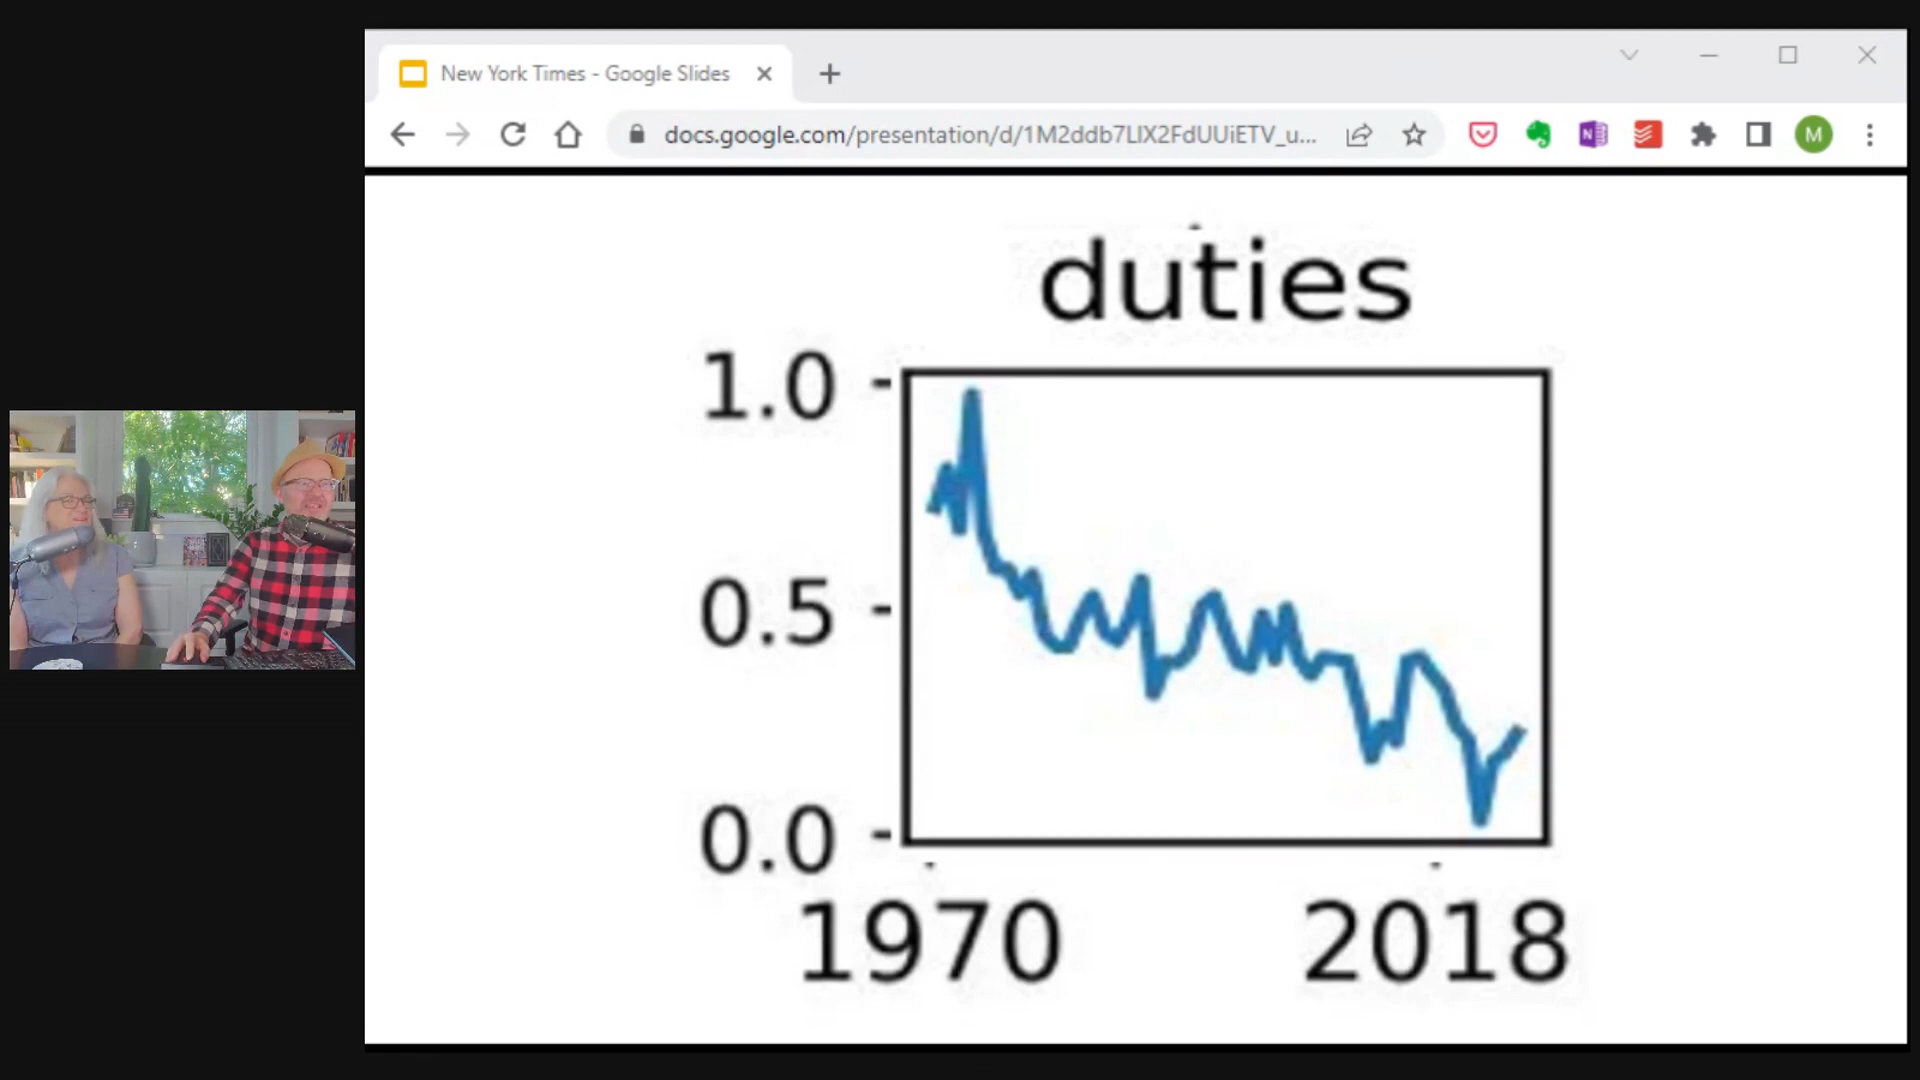 New York Times - Google Slides
docs.google.com/presentation/d/1M2ddb7LlX2FdUUiETV_u...
N
M
duties
1.0
0.5
0.0
1970
2018